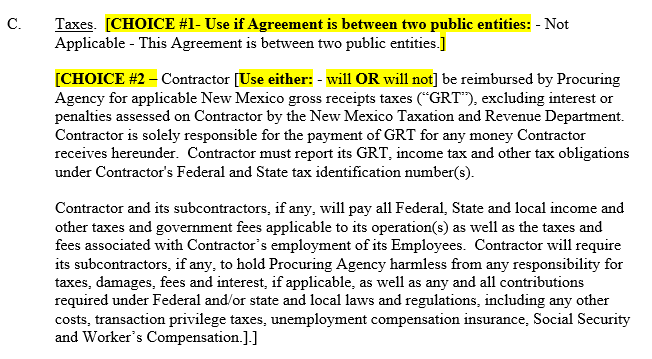 C. Taxes. [CHOICE #1- Use if Agreement is between two public entities: - Not
Applicable - This Agreement is between two public entities.]
[CHOICE #2 – Contractor [Use either: - will OR will not] be reimbursed by Procuring
Agency for applicable New Mexico gross receipts taxes (“GRT”), excluding interest or
penalties assessed on Contractor by the New Mexico Taxation and Revenue Department.
Contractor is solely responsible for the payment of GRT for any money Contractor
receives hereunder. Contractor must report its GRT, income tax and other tax obligations
under Contractor's Federal and State tax identification number(s).
Contractor and its subcontractors, if any, will pay all Federal, State and local income and
other taxes and government fees applicable to its operation(s) as well as the taxes and
fees associated with Contractor’s employment of its Employees. Contractor will require
its subcontractors, if any, to hold Procuring Agency harmless from any responsibility for
taxes, damages, fees and interest, if applicable, as well as any and all contributions
required under Federal and/or state and local laws and regulations, including any other
costs, transaction privilege taxes, unemployment compensation insurance, Social Security
and Worker’s Compensation.].]